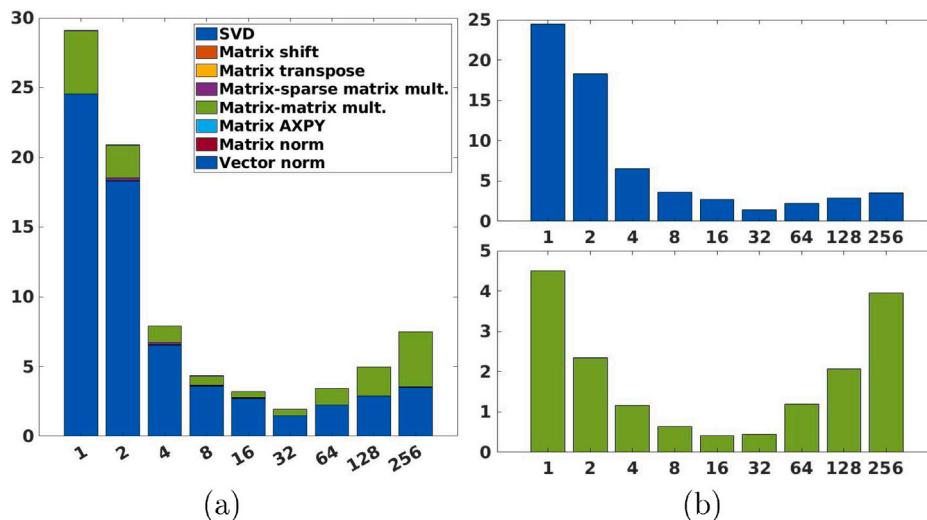 30
25
20
15
10
5
0
SVD
Matrix shift
Matrix transpose
Matrix-sparse matrix mult.
Matrix-matrix mult.
Matrix AXPY
Matrix norm
Vector norm
1 2 4 8 16 32 64 128 256
(a)
25
20
15
10
5
0
1 2 4 8 16 32 64 128 256
5
4
3
2
1
0
1 2 4 8 16 32 64 128 256
(b)